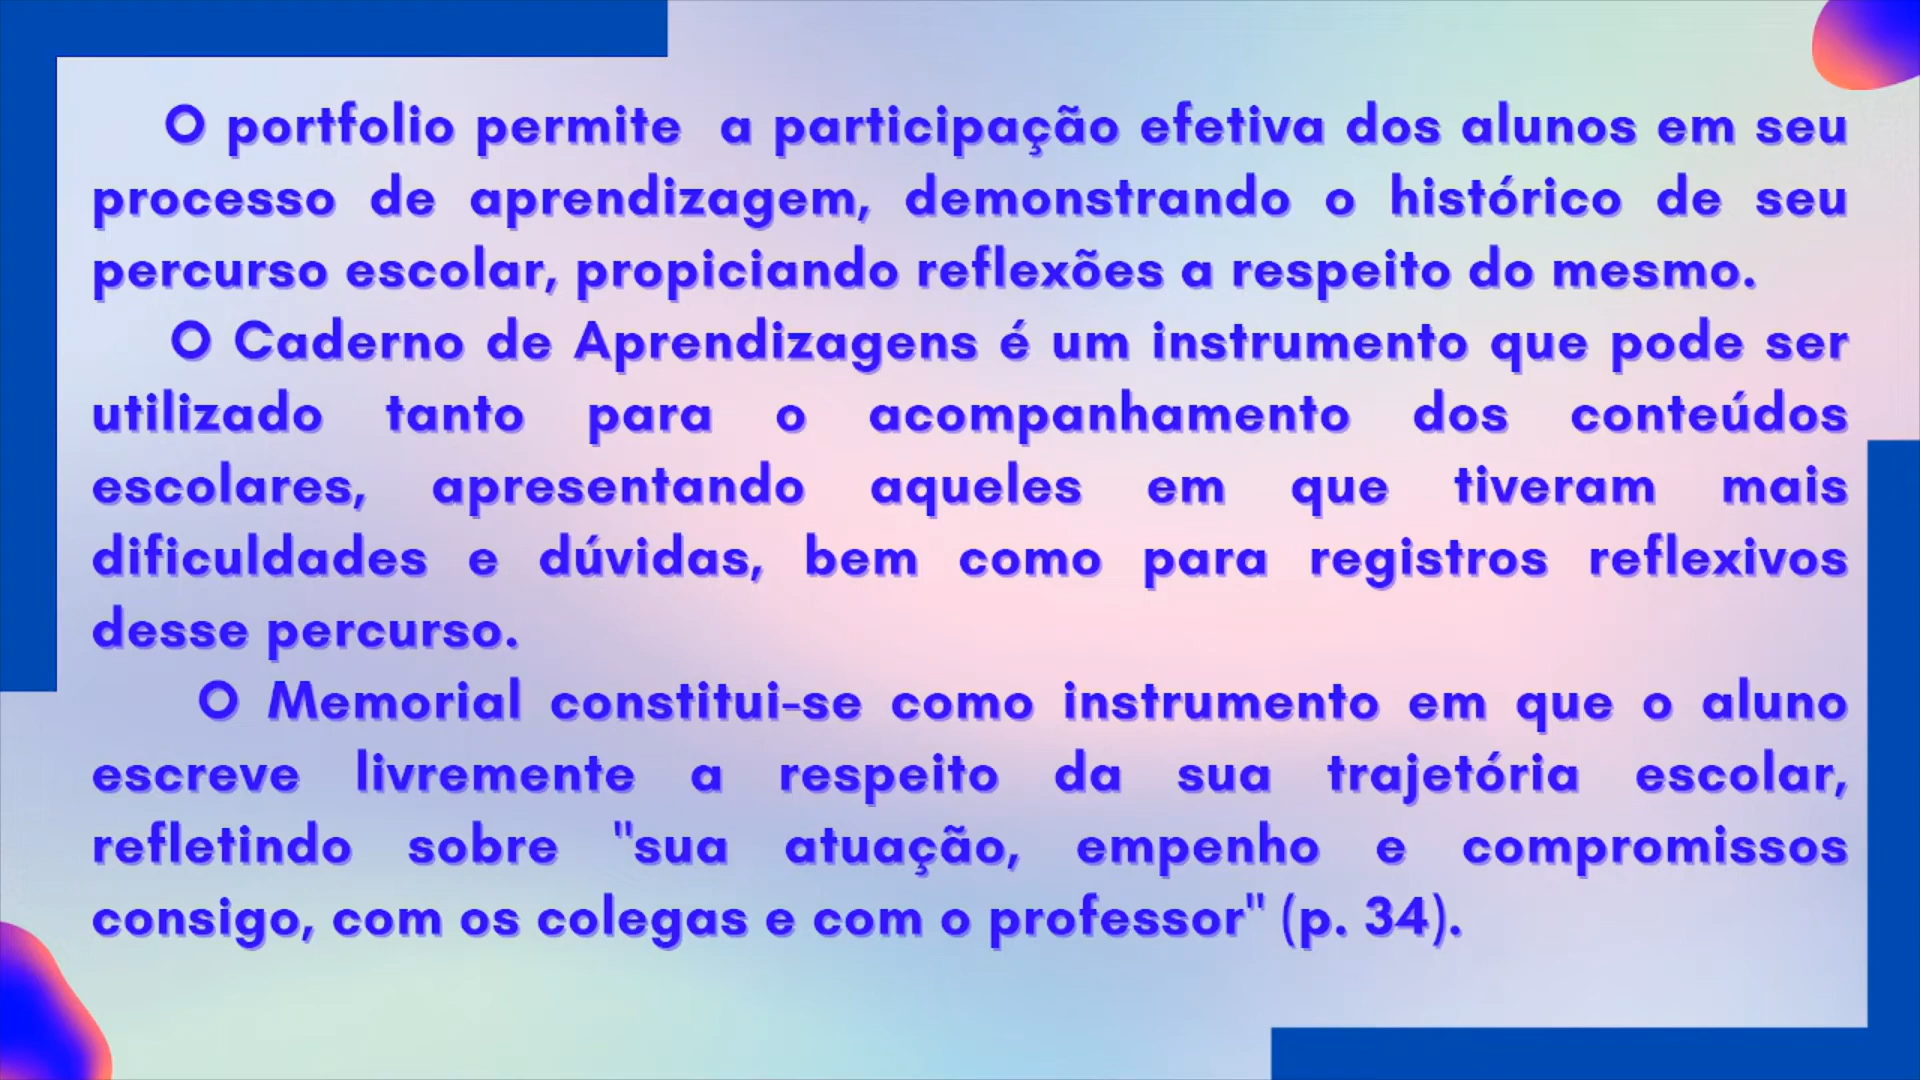 O portfolio permite a participação efetiva dos alunos em seu
processo de aprendizagem, demonstrando o histórico de seu
percurso escolar, propiciando reflexões a respeito do mesmo.
O Caderno de Aprendizagens é um instrumento que pode ser
utilizado tanto para o acompanhamento dos conteúdos
escolares, apresentando aqueles em que tiveram mais
dificuldades e dúvidas, bem como para registros reflexivos
desse percurso.
O Memorial constitui-se como instrumento em que o aluno
escreve livremente a respeito da sua trajetória escolar,
refletindo sobre "sua atuação, empenho e compromissos
consigo, com os colegas e com o professor" (p. 34).